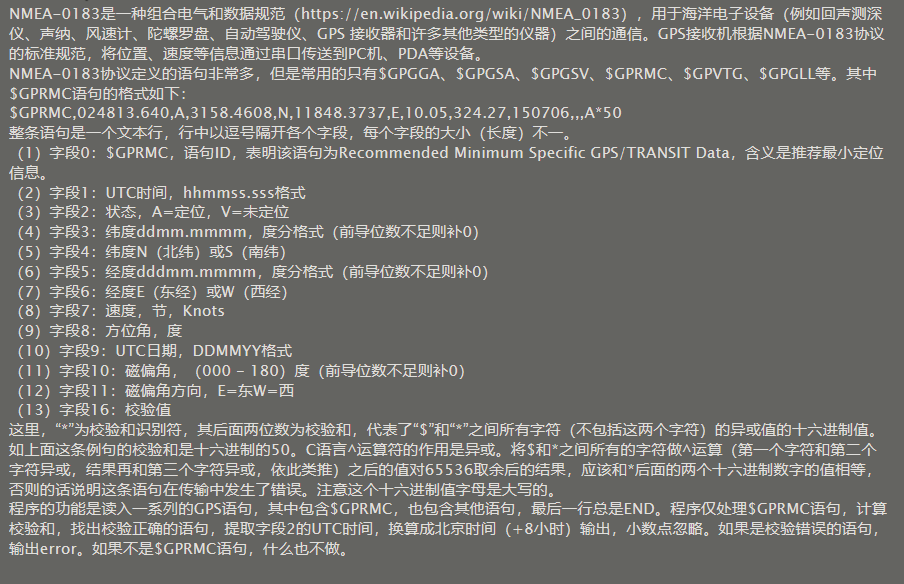 NMEA-0183是一种组合电气和数据规范（https://en.wikipedia.org/wiki/NMEA_0183），用于海洋电子设备（例如回声测深
仪、声纳、风速计、陀螺罗盘、自动驾驶仪、GPS 接收器和许多其他类型的仪器）之间的通信。GPS接收机根据NMEA-0183协议
的标准规范，将位置、速度等信息通过串口传送到PC机、PDA等设备。
NMEA-0183协议定义的语句非常多，但是常用的只有$GPGGA、$GPGSA、$GPGSV、$GPRMC、$GPVTG、$GPGLL等。其中
$GPRMC语句的格式如下：
$GPRMC,024813.640,A,3158.4608,N,11848.3737,E,10.05,324.27,150706,,,A*50
整条语句是一个文本行，行中以逗号隔开各个字段，每个字段的大小（长度）不一。
（1）字段0：$GPRMC，语句ID，表明该语句为Recommended Minimum Specific GPS/TRANSIT Data，含义是推荐最小定位
信息。
（2）字段1：UTC时间，hhmmss.sss格式
（3）字段2：状态，A=定位，V=未定位
（4）字段3：纬度ddmm.mmmm，度分格式（前导位数不足则补0）
（5）字段4：纬度N（北纬）或S（南纬）
（6）字段5：经度dddmm.mmmm，度分格式（前导位数不足则补0）
（7）字段6：经度E（东经）或W（西经）
（8）字段7：速度，节，Knots
（9）字段8：方位角，度
（10）字段9：UTC日期，DDMMYY格式
（11）字段10：磁偏角，（000 – 180）度（前导位数不足则补0）
（12）字段11：磁偏角方向，E=东W=西
（13）字段16：校验值
这里，“*”为校验和识别符，其后面两位数为校验和，代表了“$”和“*”之间所有字符（不包括这两个字符）的异或值的十六进制值。
如上面这条例句的校验和是十六进制的50。C语言^运算符的作用是异或。将$和*之间所有的字符做^运算（第一个字符和第二个
字符异或，结果再和第三个字符异或，依此类推）之后的值对65536取余后的结果，应该和*后面的两个十六进制数字的值相等，
否则的话说明这条语句在传输中发生了错误。注意这个十六进制值字母是大写的。
程序的功能是读入一系列的GPS语句，其中包含$GPRMC，也包含其他语句，最后一行总是END。程序仅处理$GPRMC语句，计算
校验和，找出校验正确的语句，提取字段2的UTC时间，换算成北京时间（+8小时）输出，小数点忽略。如果是校验错误的语句，
输出error。如果不是$GPRMC语句，什么也不做。